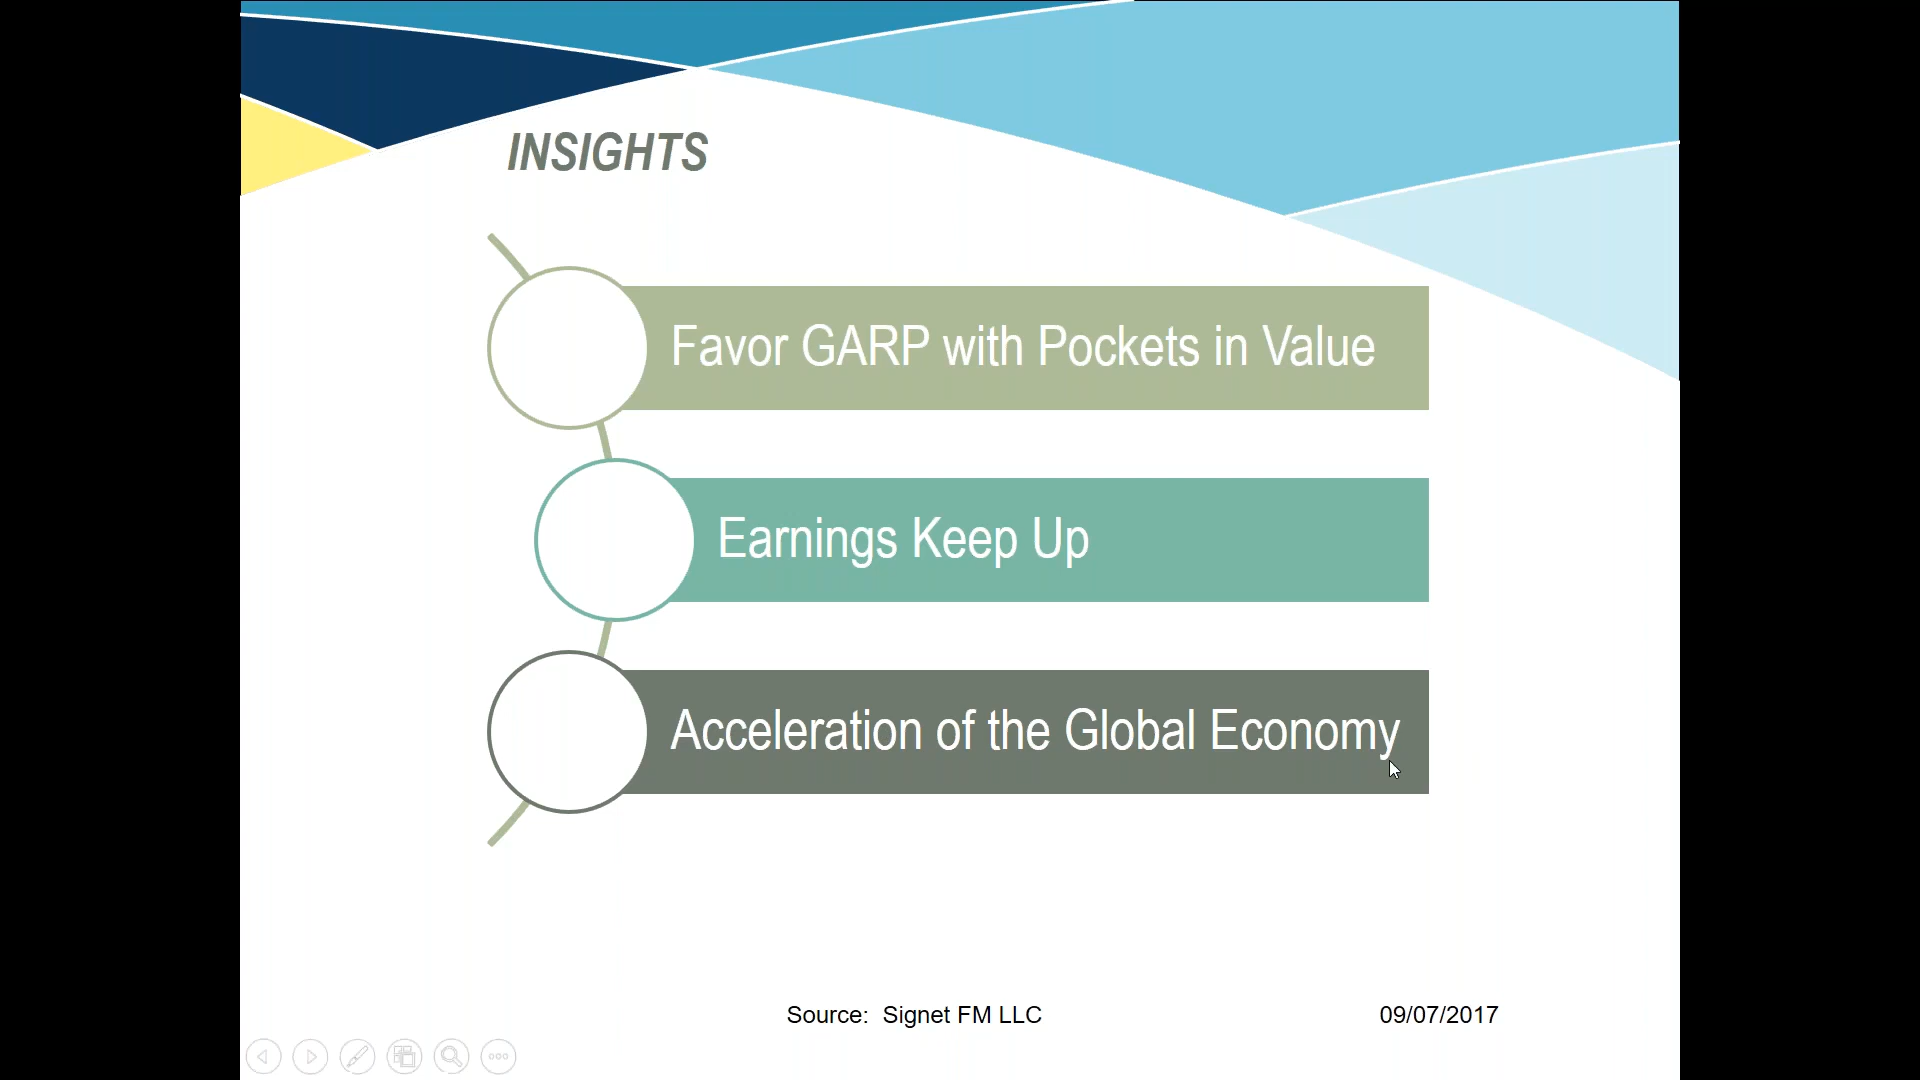 INSIGHTS
Favor GARP with Pockets in Value
Earnings Keep Up
Acceleration of the Global Economy
Source:  Signet FM LLC
09/07/2017